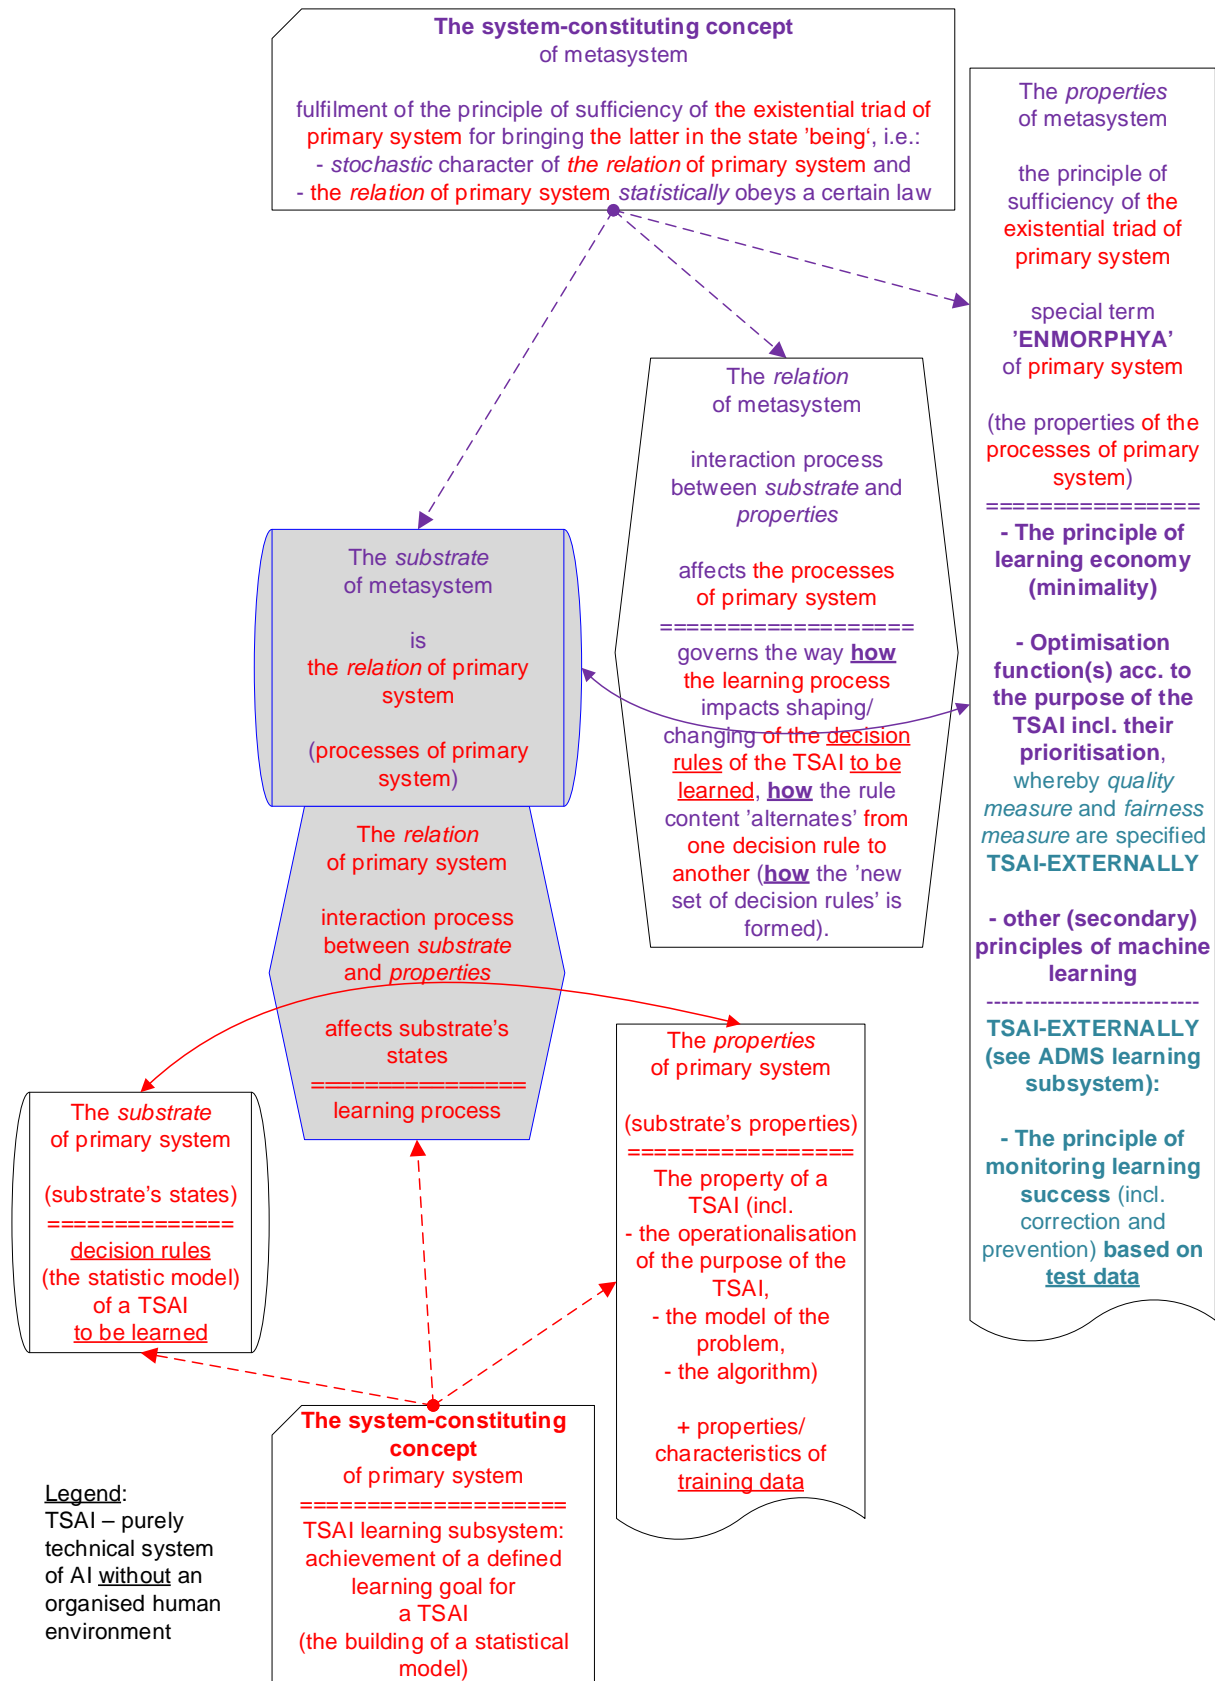 The system-constituting concept
of metasystem
fulfilment of the principle of sufficiency of the existential triad of
primary system for bringing the latter in the state 'being‘, i.e.:
- stochastic character of the relation of primary system and
- the relation of primary system statistically obeys a certain law
The properties
of metasystem
the principle of
sufficiency of the
existential triad of
primary system
special term
'ENMORPHYA'
of primary system
(the properties of the
processes of primary
system)
================
- The principle of
learning economy
(minimality)
- Optimisation
function(s) acc. to
the purpose of the
TSAI incl. their
prioritisation,
whereby quality
measure and fairness
measure are specified
TSAI-EXTERNALLY
- other (secondary)
principles of machine
learning
----------------------------
TSAI-EXTERNALLY
(see ADMS learning
subsystem):
- The principle of
monitoring learning
success (incl.
correction and
prevention) based on
test data
The relation
of metasystem
interaction process
between substrate and
properties
affects the processes
of primary system
===================
governs the way how
the learning process
impacts shaping/
changing of the decision
rules of the TSAI to be
learned, how the rule
content 'alternates' from
one decision rule to
another (how the 'new
set of decision rules' is
formed).
The substrate
of metasystem
is
the relation of primary
system
(processes of primary
system)
The relation
of primary system
interaction process
between substrate
and properties
affects substrate's
states
================
learning process
The substrate
of primary system
(substrate's states)
==============
decision rules
(the statistic model)
of a TSAI
to be learned
The properties
of primary system
(substrate's properties)
=================
The property of a
TSAI (incl.
- the operationalisation
of the purpose of the
TSAI,
- the model of the
problem,
- the algorithm)
+ properties/
characteristics of
training data
The system-constituting
concept
of primary system
====================
TSAI learning subsystem:
achievement of a defined
learning goal for
a TSAI
(the building of a statistical
model)
Legend:
TSAI – purely
technical system
of AI without an
organised human
environment